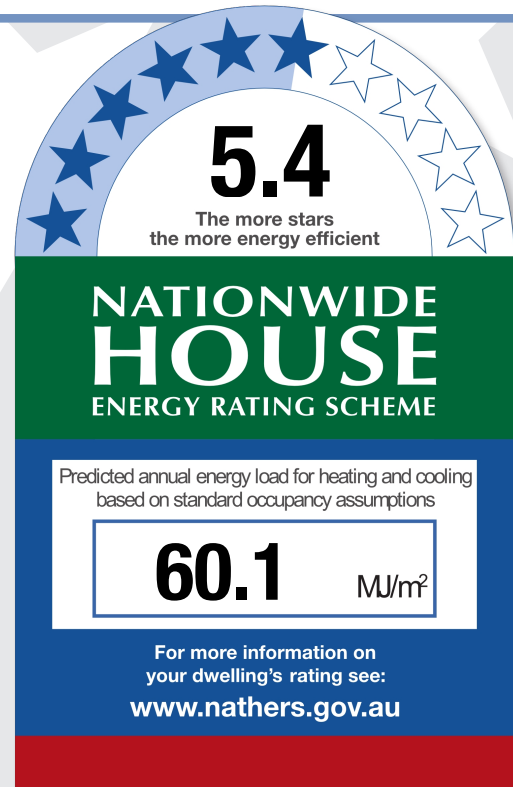 5.4
The more stars
the more energy efficient
NATIONWIDE
HOUSE
ENERGY RATING SCHEME
Predicted annual energy load for heating and cooling
based on standard occupancy assumptions
60.1 MJ/m²
For more information on
your dwelling's rating see:
www.nathers.gov.au